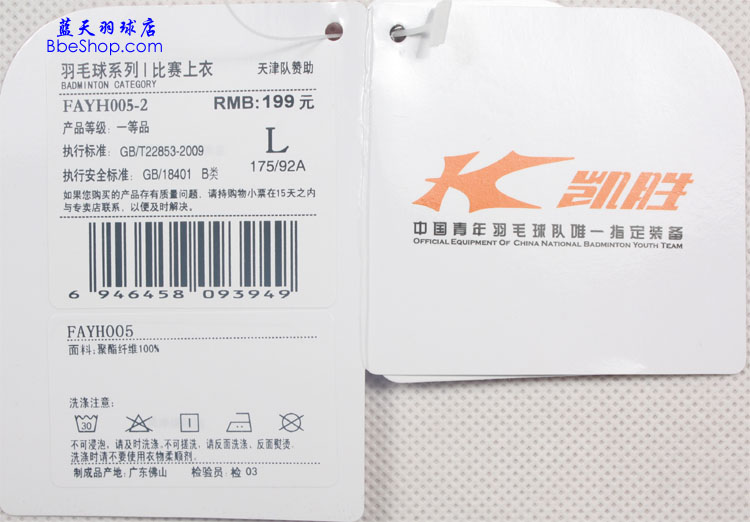 蓝天羽球店
BbeShop.com
羽毛球系列 | 比赛上衣
天津队赞助
BADMINTON CATEGORY
FAYH005-2
RMB: 199 元
产品等级: 一等品
执行标准: GB/T22853-2009
L
执行安全标准: GB/18401 B类
175/92A
如果您购买的产品存有质量问题, 请持购物小票在15天之内
与专卖店联系, 以便及时解决。
6 946458 093949
FAYH005
面料:聚酯纤维100%
洗涤注意:
30
不可浸泡, 请及时洗涤, 不可搓洗, 请反面洗涤、反面熨烫.
洗涤时请不要使用衣物柔顺剂.
制成品产地: 广东佛山 检验员 检 03
K 凯胜
中国青年羽毛球队唯一指定装备
OFFICIAL EQUIPMENT OF CHINA NATIONAL BADMINTON YOUTH TEAM